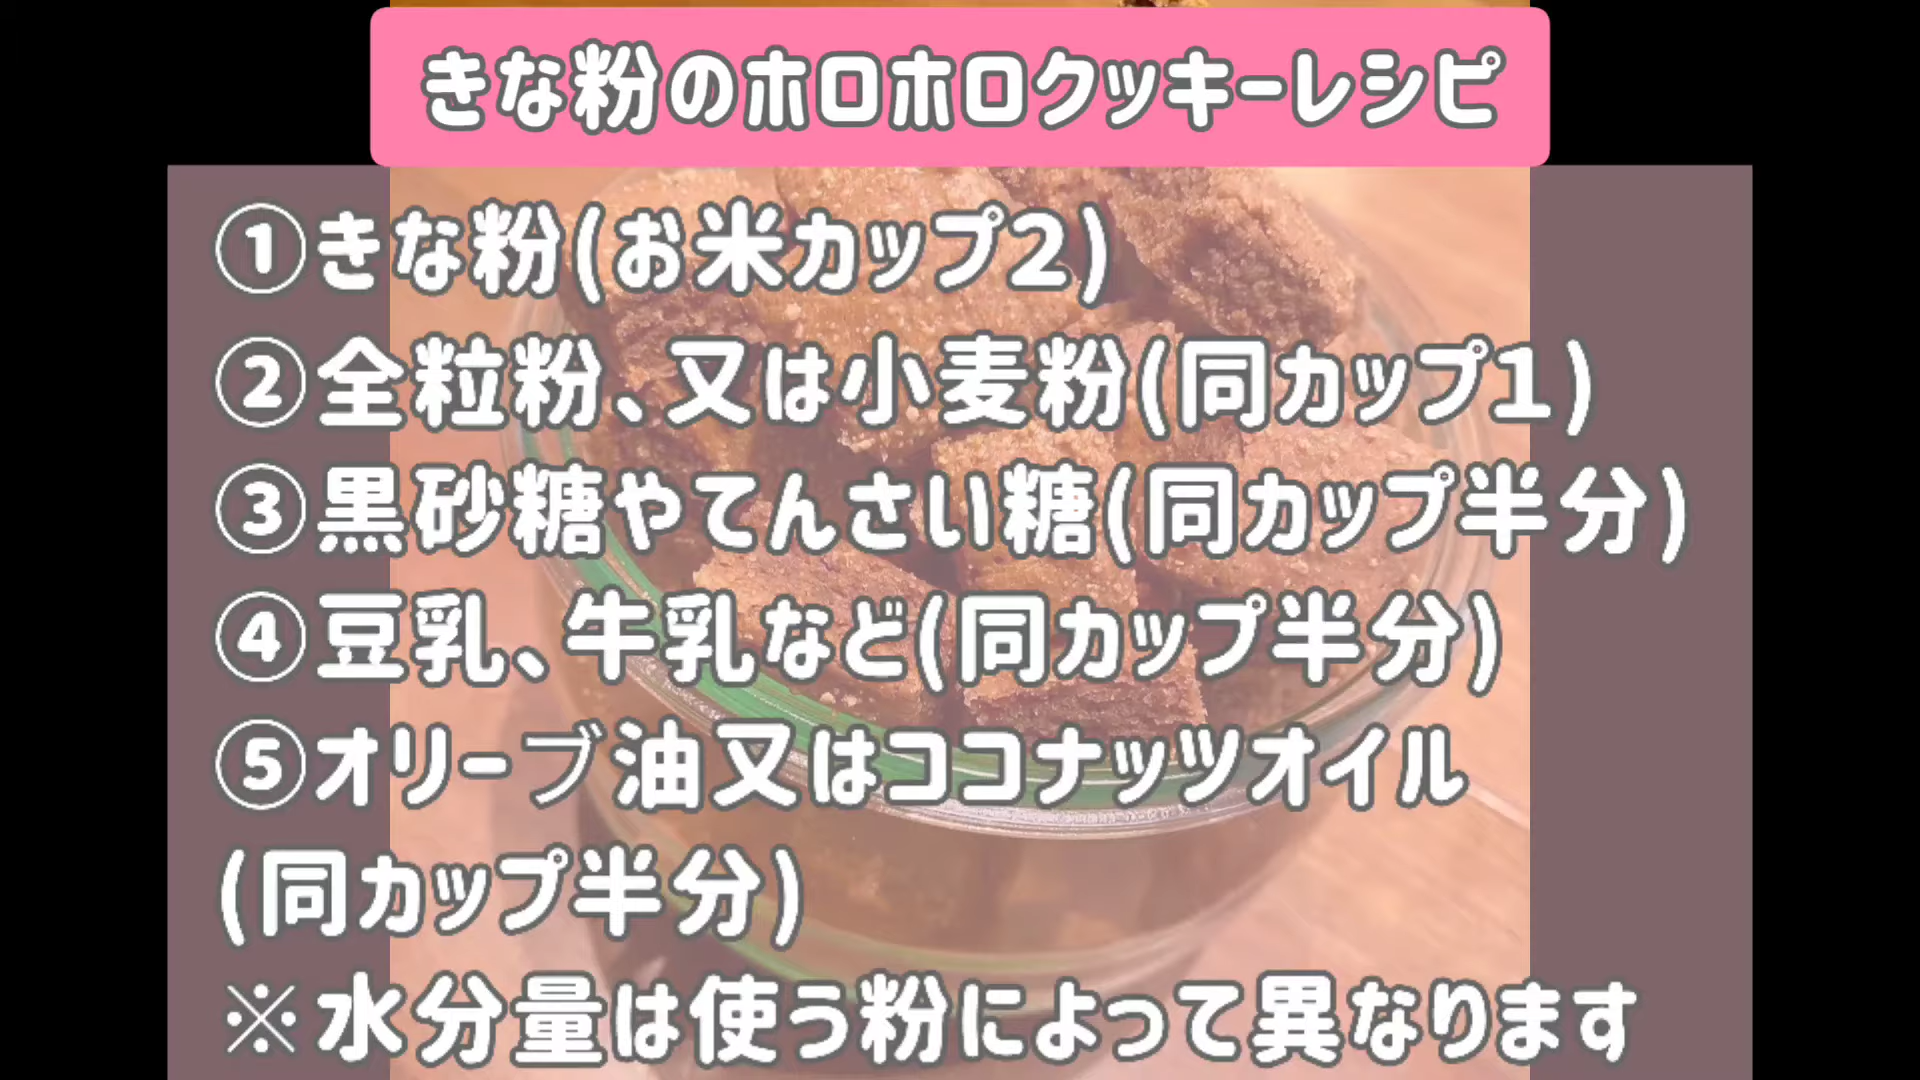 きな粉のホロホロクッキーレシピ
①きな粉(お米カップ2)
②全粒粉、又は小麦粉(同カップ1)
③黒砂糖やてんさい糖(同カップ半分)
④豆乳、牛乳など(同カップ半分)
⑤オリーブ油又はココナッツオイル
(同カップ半分)
※水分量は使う粉によって異なります